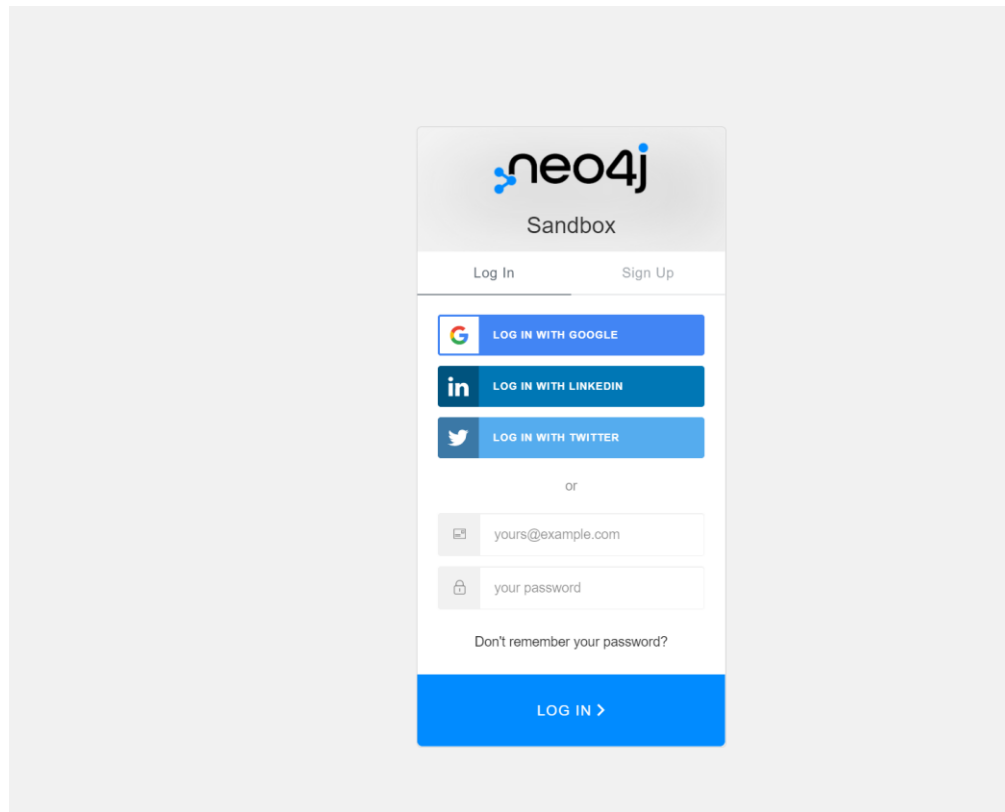 neo4j
Sandbox
Log In
Sign Up
LOG IN WITH GOOGLE
in
LOG IN WITH LINKEDIN
LOG IN WITH TWITTER
or
yours@example.com
your password
Don't remember your password?
LOG IN >